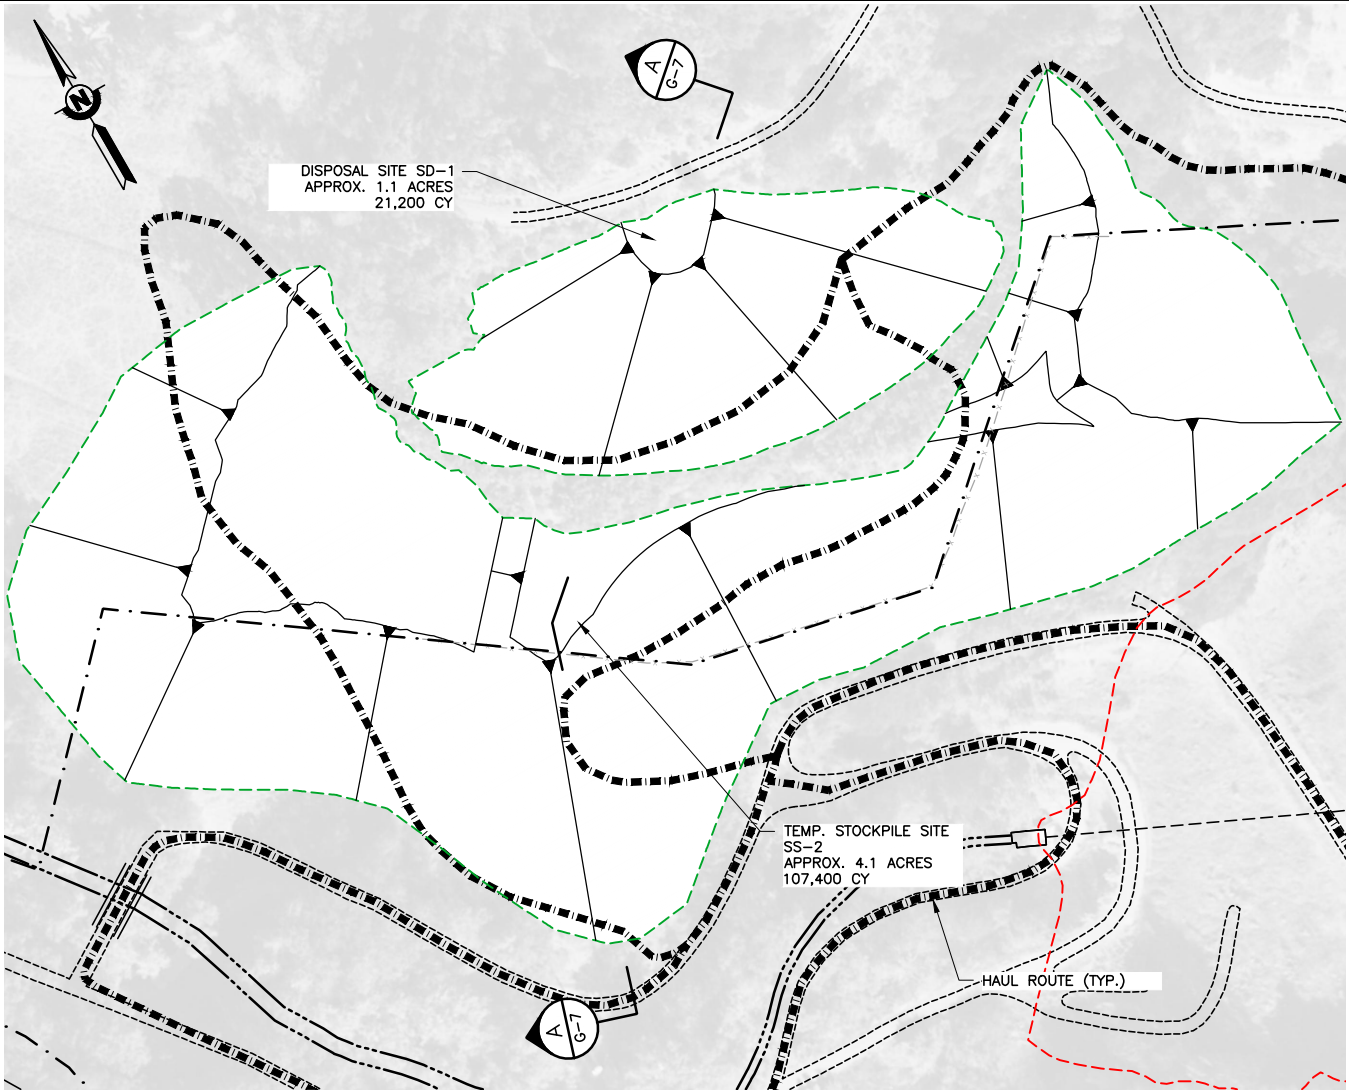 N
A
G-7
DISPOSAL SITE SD-1
APPROX. 1.1 ACRES
21,200 CY
TEMP. STOCKPILE SITE
SS-2
APPROX. 4.1 ACRES
107,400 CY
HAUL ROUTE (TYP.)
A
G-7